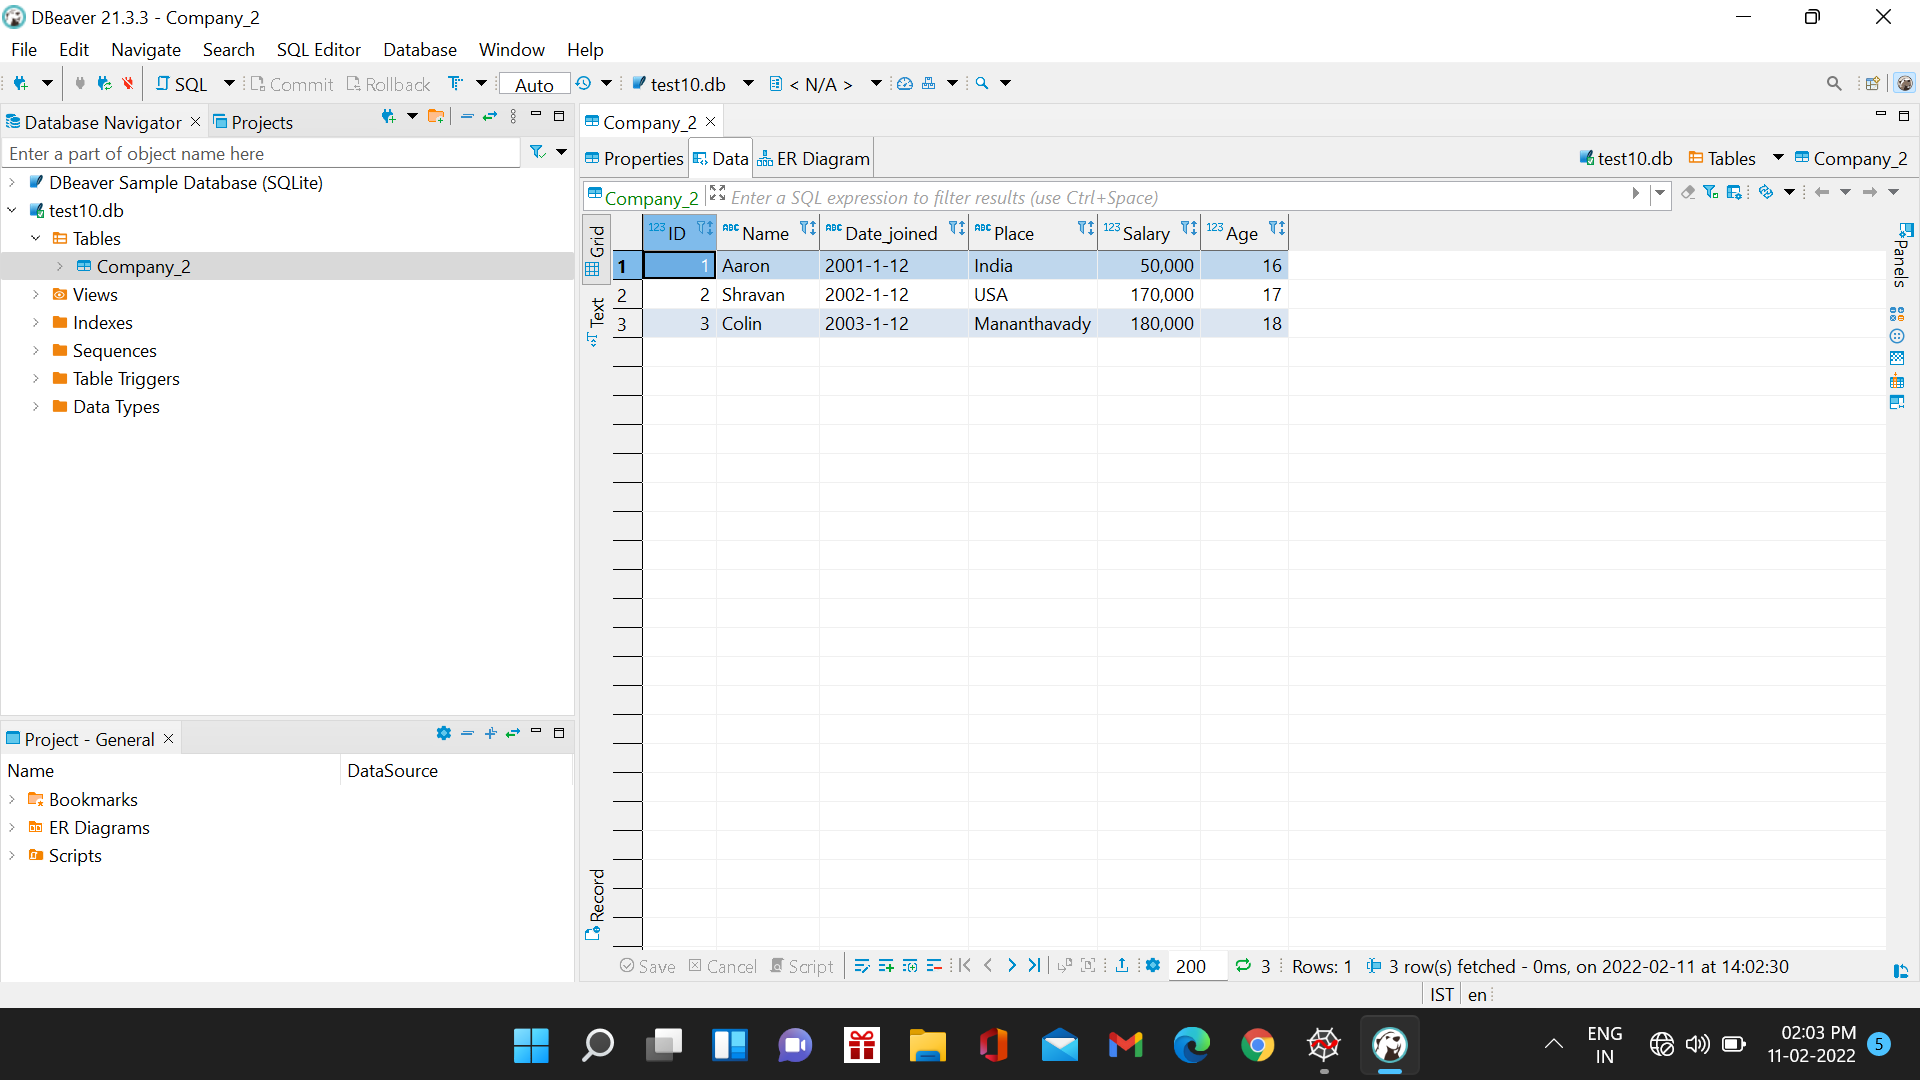 DBeaver 21.3.3 - Company_2
File Edit Navigate Search SQL Editor Database Window Help
SQL Commit Rollback Auto test10.db < N/A >
Database Navigator Projects
Enter a part of object name here
DBeaver Sample Database (SQLite)
test10.db
Tables
Company_2
Views
Indexes
Sequences
Table Triggers
Data Types
Project - General
Name DataSource
Bookmarks
ER Diagrams
Scripts
Company_2
Properties Data ER Diagram test10.db Tables Company_2
Company_2 Enter a SQL expression to filter results (use Ctrl+Space)
Grid
Text
Record
123 ID ABC Name ABC Date_joined ABC Place 123 Salary 123 Age
1 1 Aaron 2001-1-12 India 50,000 16
2 2 Shravan 2002-1-12 USA 170,000 17
3 3 Colin 2003-1-12 Mananthavady 180,000 18
Panels
Save Cancel Script 200 3 Rows: 1 3 row(s) fetched - 0ms, on 2022-02-11 at 14:02:30
IST en
ENG
IN
02:03 PM
11-02-2022
5